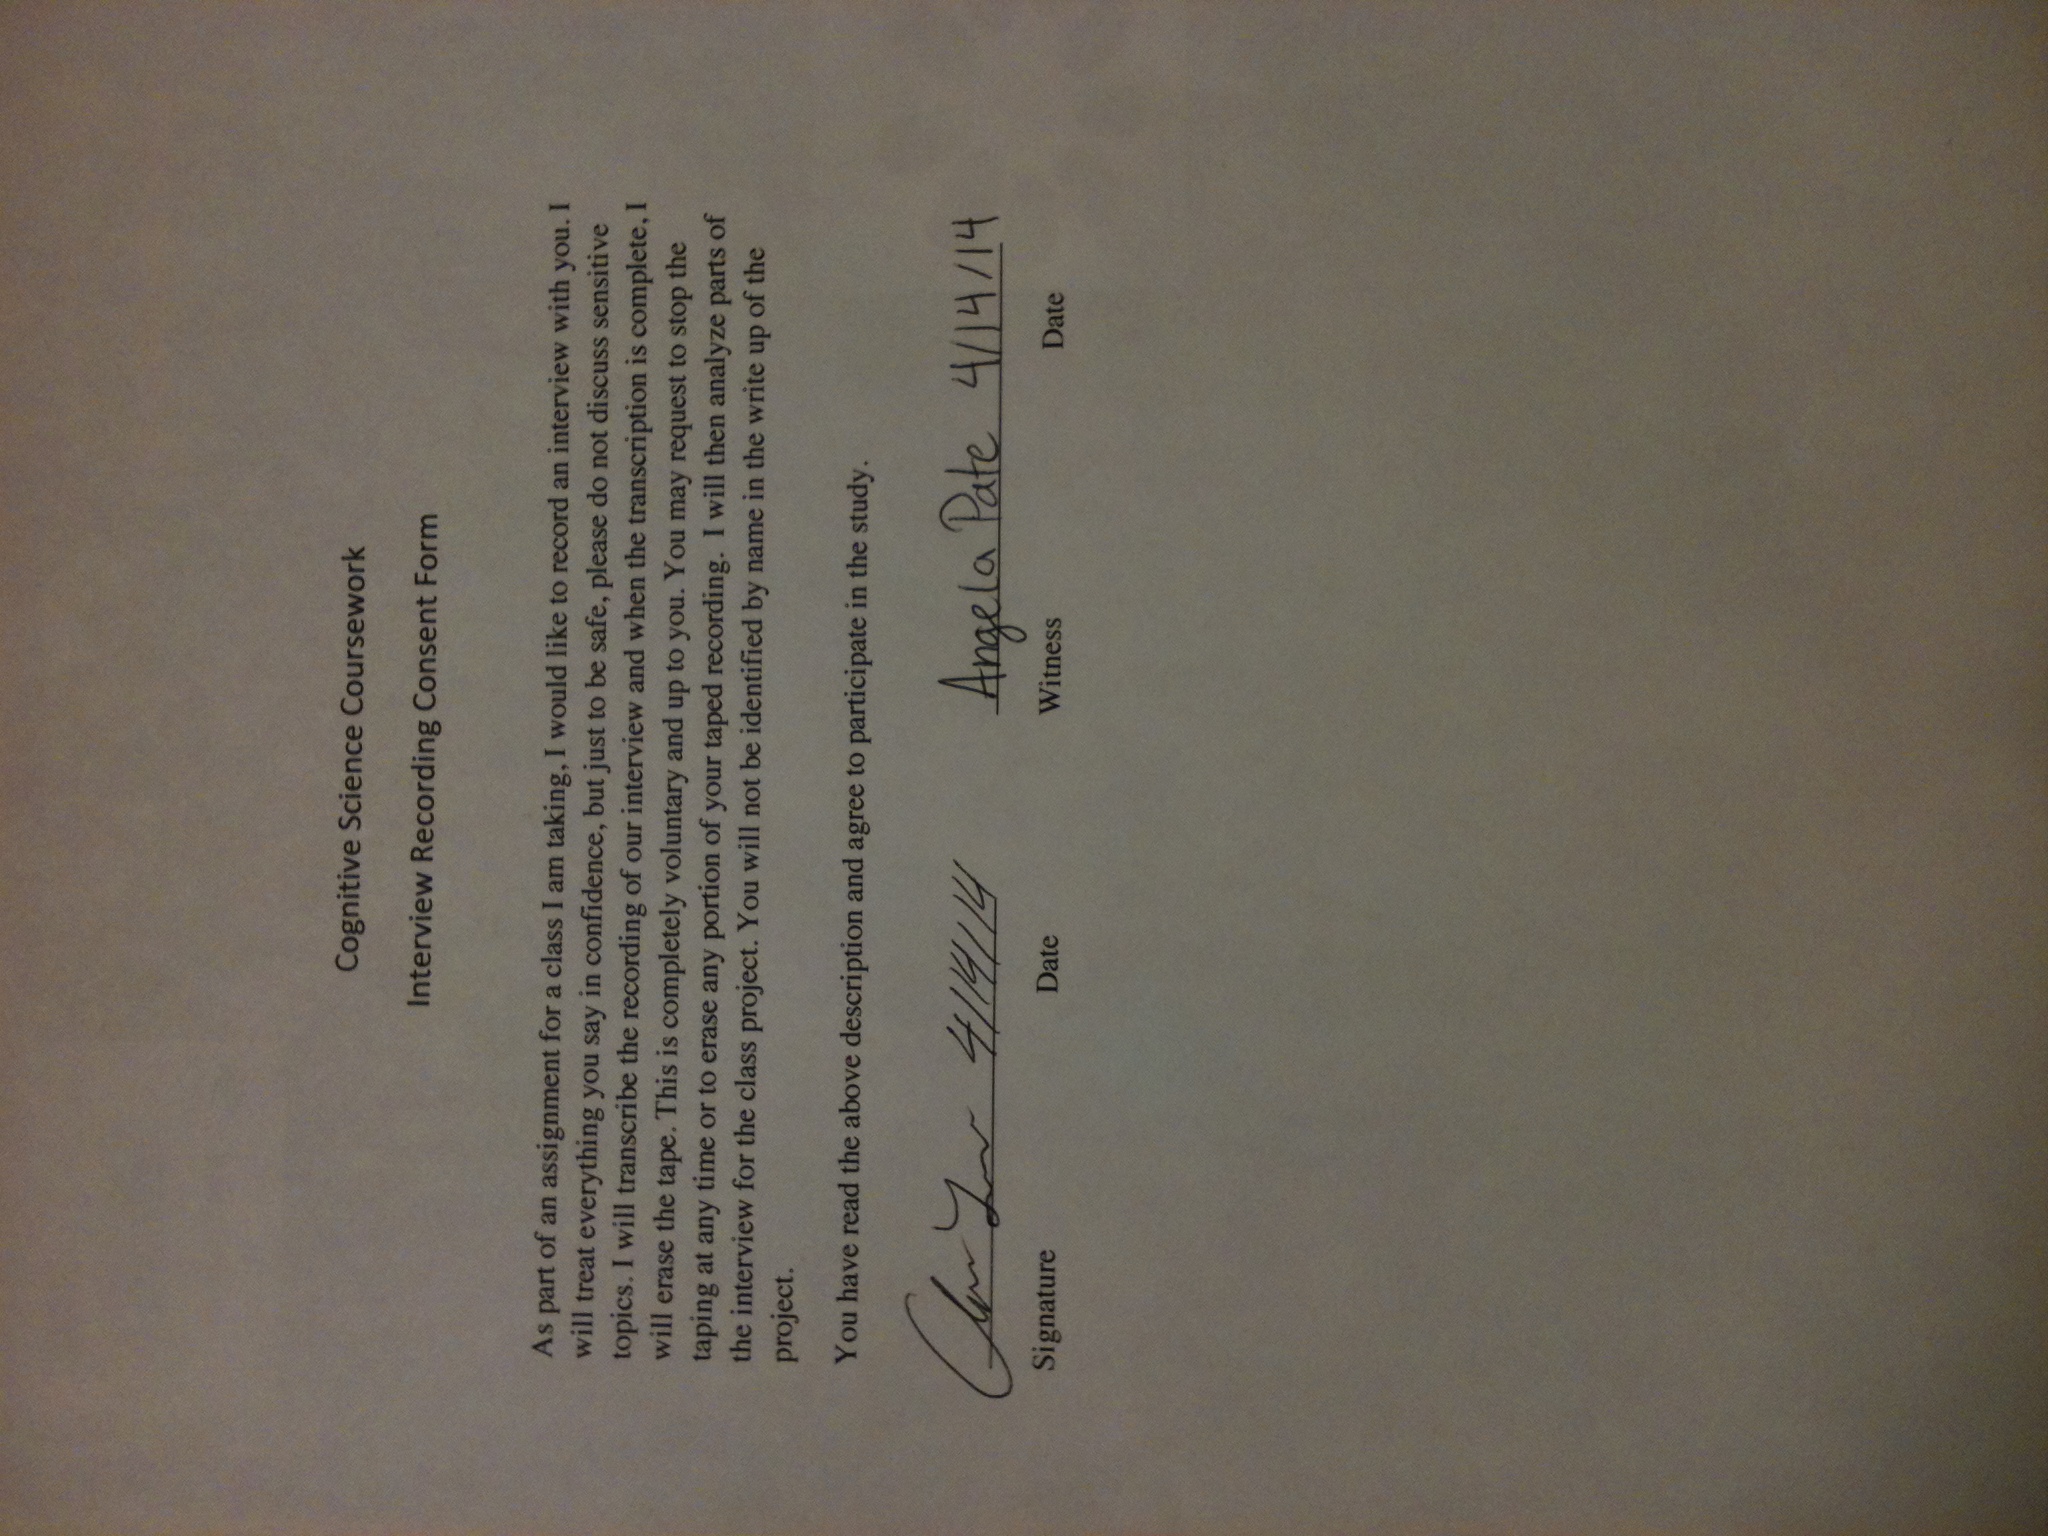 Cognitive Science Coursework
Interview Recording Consent Form
As part of an assignment for a class I am taking, I would like to record an interview with you. I
will treat everything you say in confidence, but just to be safe, please do not discuss sensitive
topics. I will transcribe the recording of our interview and when the transcription is complete, I
will erase the tape. This is completely voluntary and up to you. You may request to stop the
taping at any time or to erase any portion of your taped recording.  I will then analyze parts of
the interview for the class project. You will not be identified by name in the write up of the
project.
You have read the above description and agree to participate in the study.
4/14/14 Angela Pate 4/14/14
Signature Date Witness Date